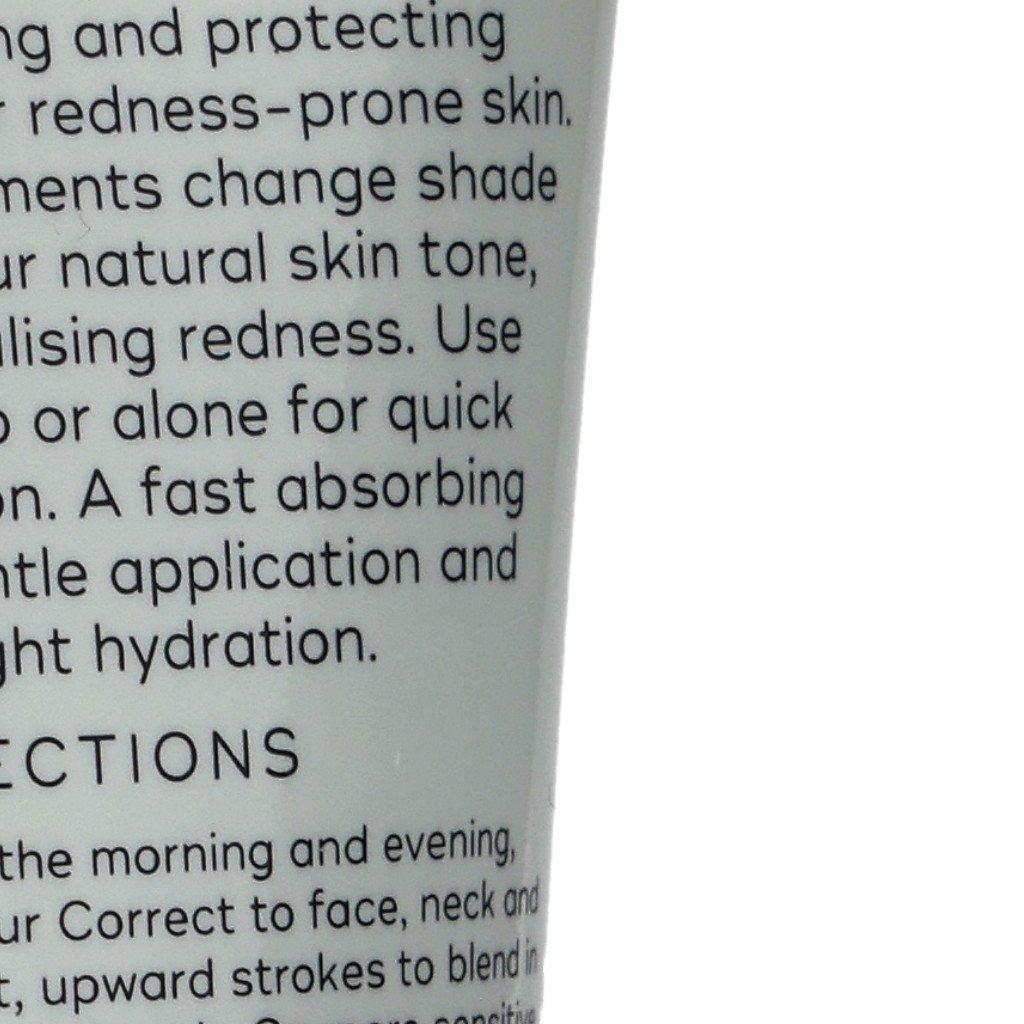 ng and protecting
r redness-prone skin.
ments change shade
ur natural skin tone,
lising redness. Use
o or alone for quick
on. A fast absorbing
ntle application and
ght hydration.
ECTIONS
the morning and evening,
ur Correct to face, neck and
t, upward strokes to blend in
sensitive